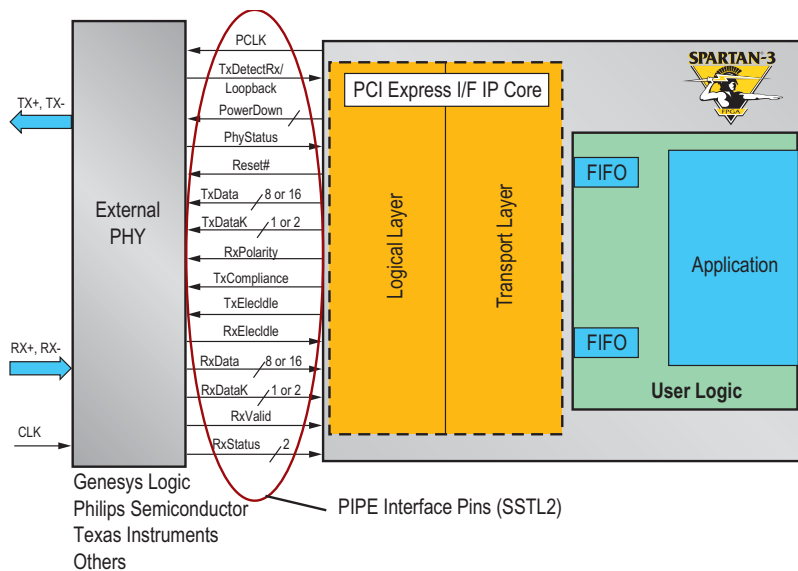 PCLK
TxDetectRx/
Loopback
PowerDown
PhyStatus
Reset#
TxData 8 or 16
TxDataK 1 or 2
RxPolarity
TxCompliance
TxElecIdle
RxElecIdle
RxData 8 or 16
RxDataK 1 or 2
RxValid
RxStatus 2
TX+, TX-
RX+, RX-
CLK
External
PHY
PCI Express I/F IP Core
Logical Layer
Transport Layer
SPARTAN-3
FPGA
FIFO
FIFO
Application
User Logic
Genesys Logic
Philips Semiconductor
Texas Instruments
Others
PIPE Interface Pins (SSTL2)